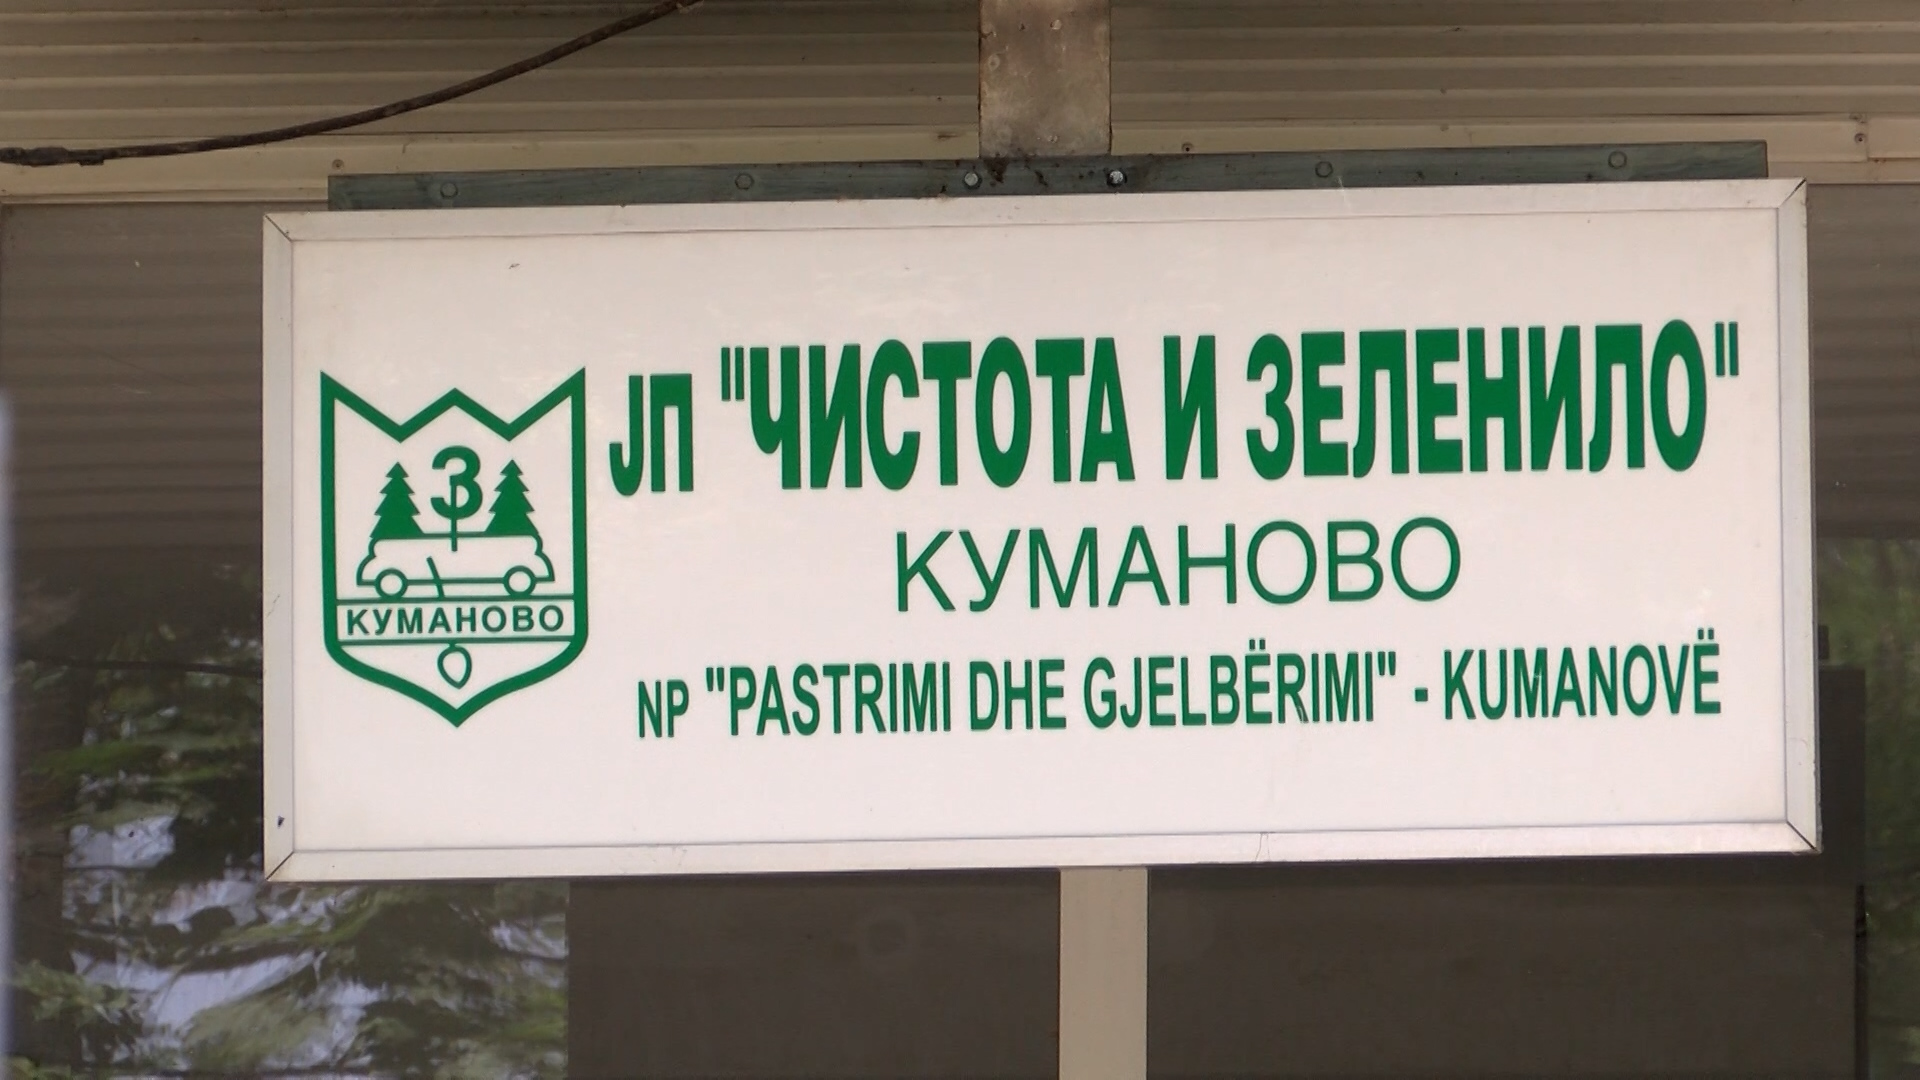 ЈП "ЧИСТОТА И ЗЕЛЕНИЛО"
КУМАНОВО
NP "PASTRIMI DHE GJELBËRIMI" - KUMANOVË
З
КУМАНОВО